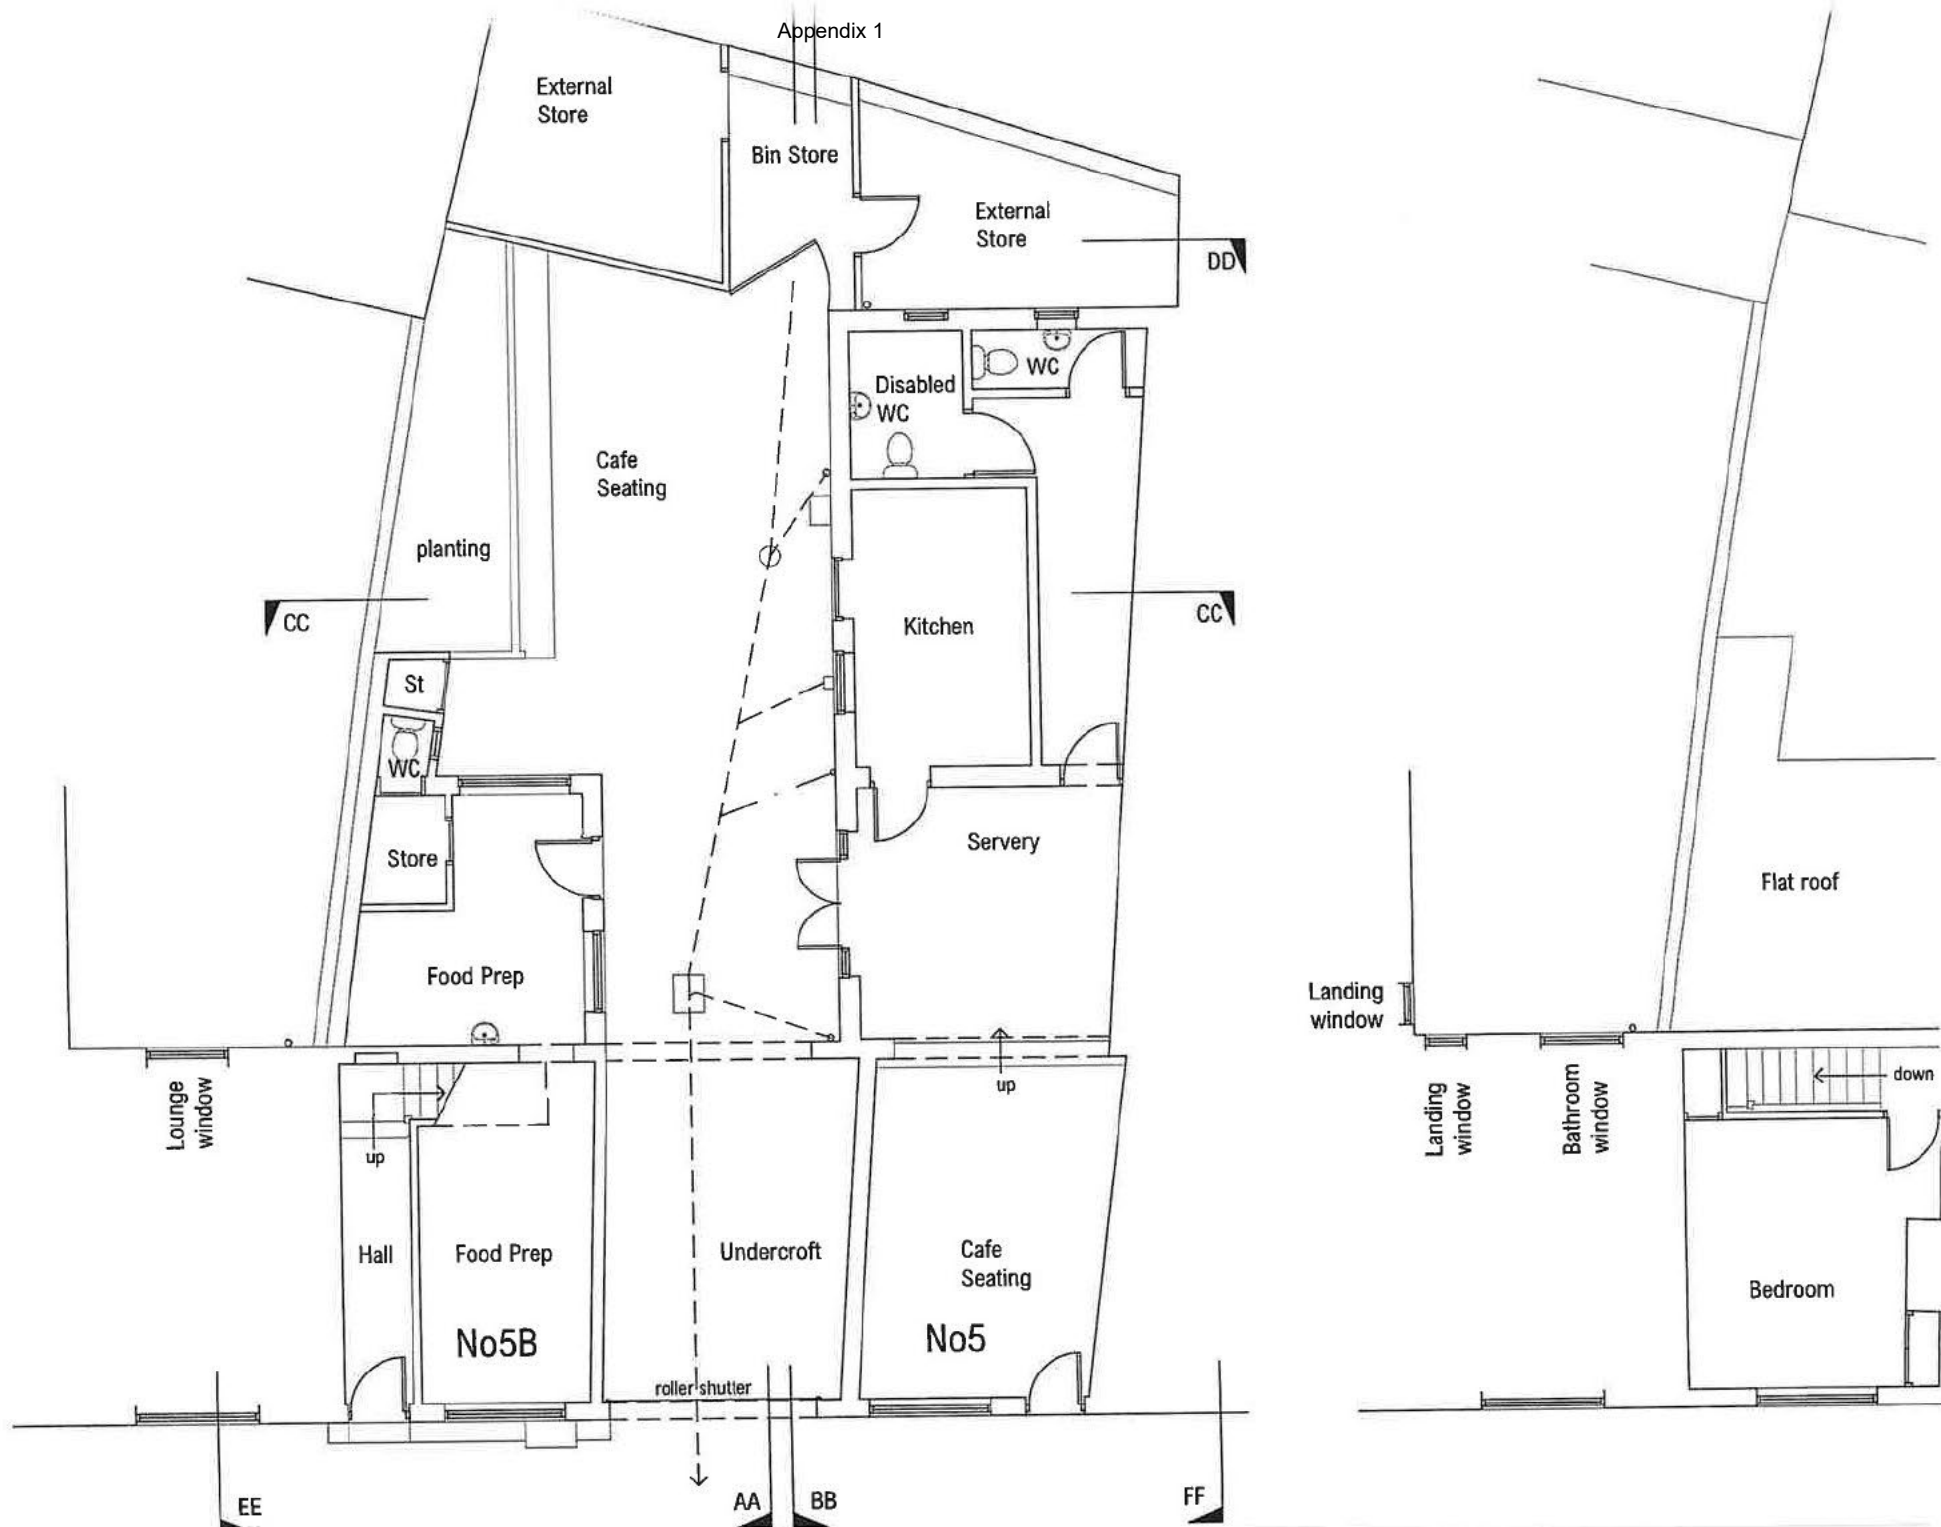 Appendix 1
External
Store
Bin Store
External
Store
DD
WC
Disabled
WC
Cafe
Seating
planting
CC
CC
Kitchen
St
WC
Store
Servery
Food Prep
Flat roof
Landing
window
up
Lounge
window
up
Landing
window
Bathroom
window
down
Hall
Food Prep
Undercroft
Cafe
Seating
Bedroom
No5B
No5
roller shutter
EE
AA
BB
FF